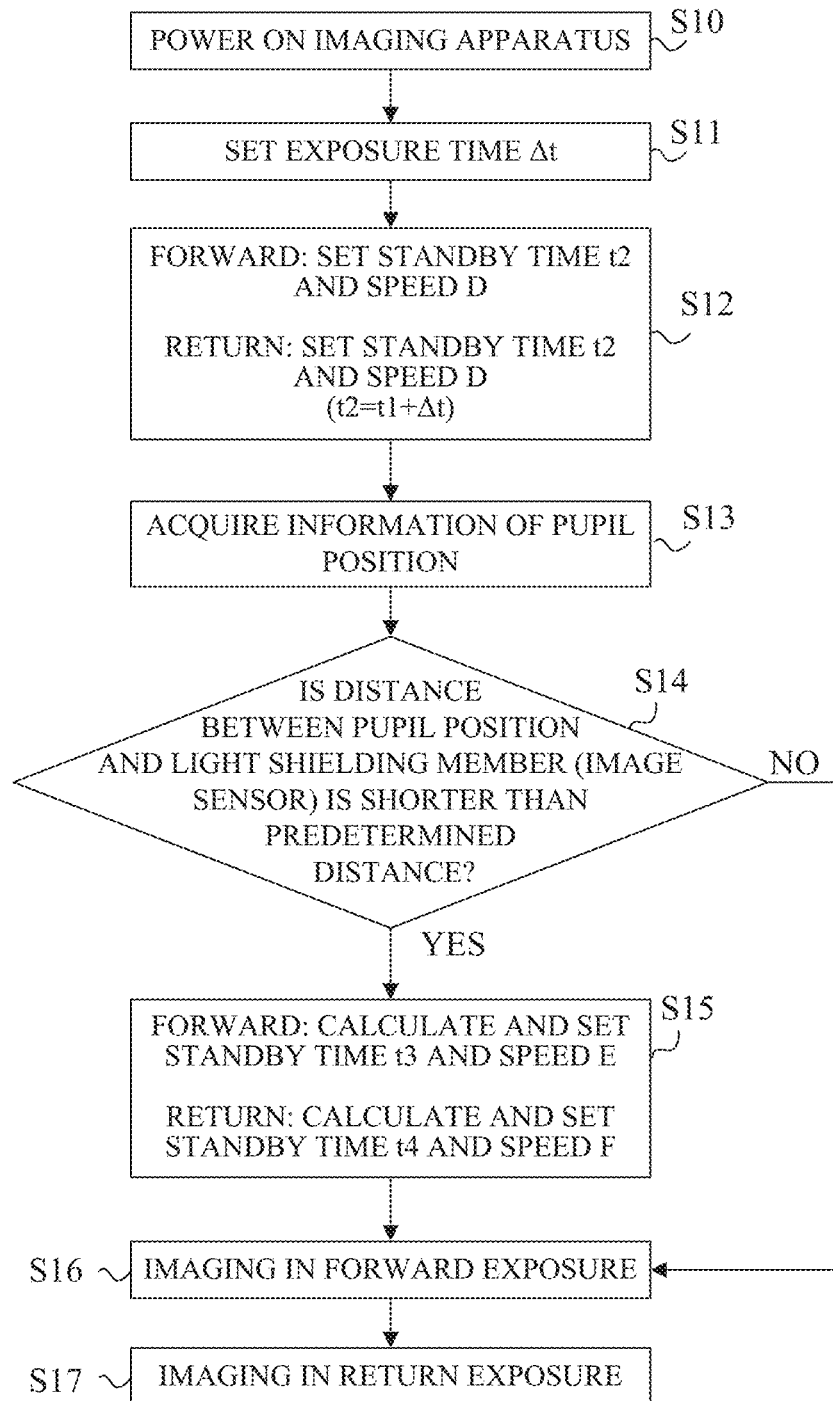 POWER ON IMAGING APPARATUS
S10
SET EXPOSURE TIME Δt
S11
FORWARD: SET STANDBY TIME t2
AND SPEED D
RETURN: SET STANDBY TIME t2
AND SPEED D
(t2=t1+Δt)
S12
ACQUIRE INFORMATION OF PUPIL
POSITION
S13
IS DISTANCE
BETWEEN PUPIL POSITION
AND LIGHT SHIELDING MEMBER (IMAGE
SENSOR) IS SHORTER THAN
PREDETERMINED
DISTANCE?
S14
NO
YES
FORWARD: CALCULATE AND SET
STANDBY TIME t3 AND SPEED E
RETURN: CALCULATE AND SET
STANDBY TIME t4 AND SPEED F
S15
S16
IMAGING IN FORWARD EXPOSURE
S17
IMAGING IN RETURN EXPOSURE